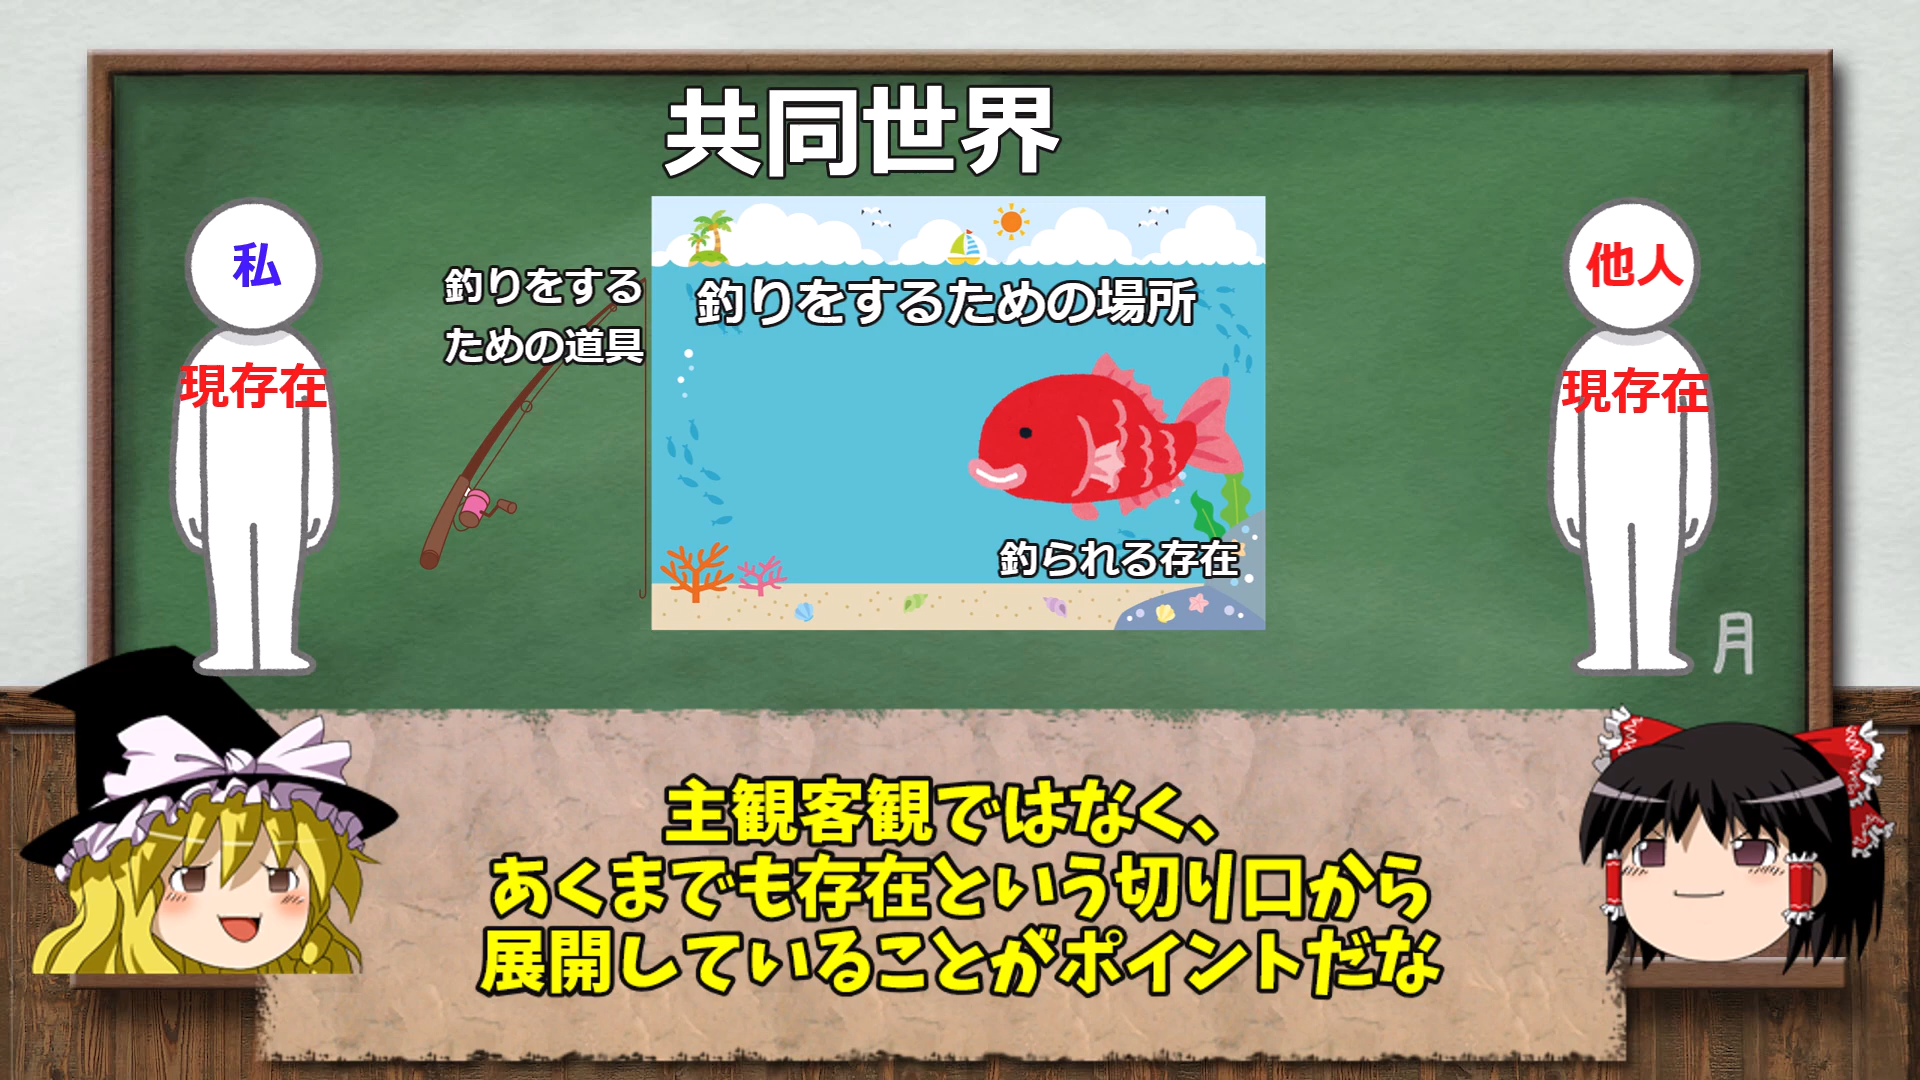 共同世界
私
現存在
釣りをする
ための道具
釣りをするための場所
釣られる存在
他人
現存在
月
主観客観ではなく、
あくまでも存在という切り口から
展開していることがポイントだな